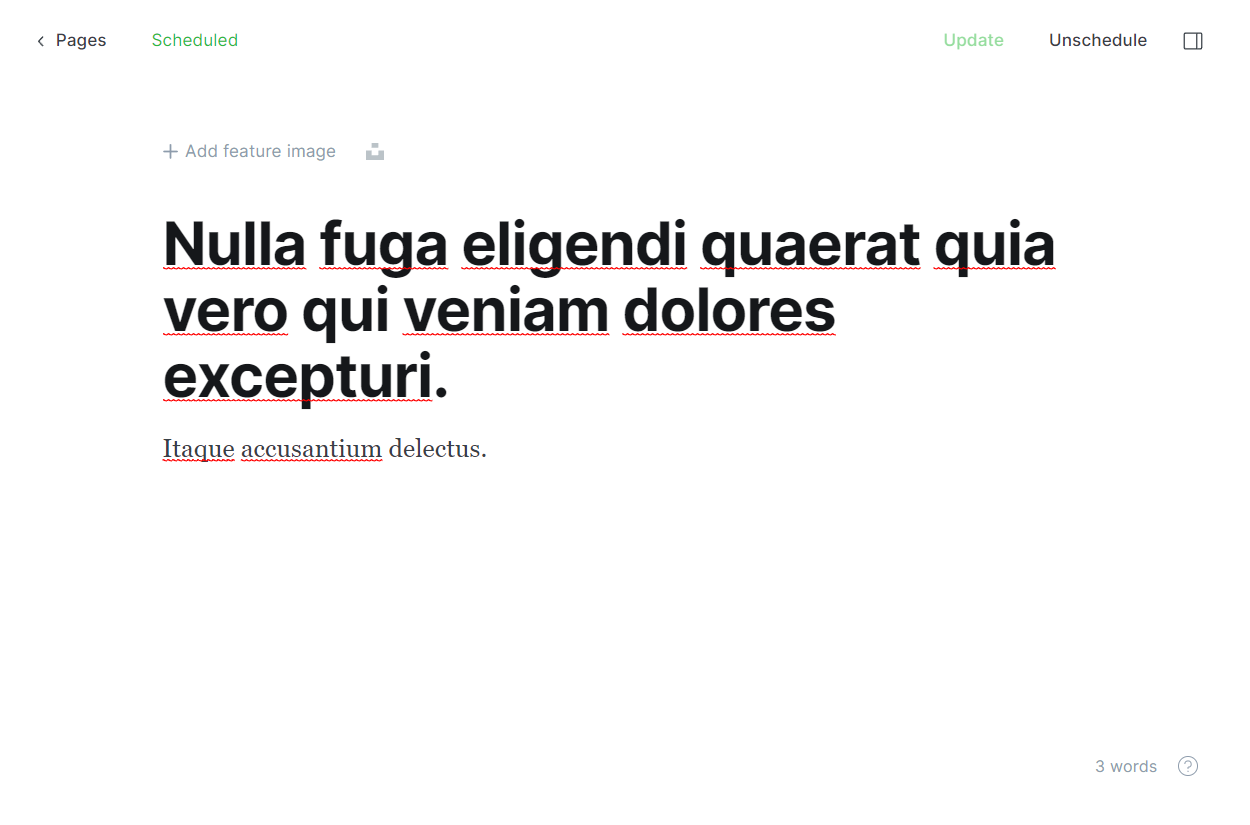 Pages
Scheduled
Update
Unschedule
Add feature image
Nulla fuga eligendi quaerat quia
vero qui veniam dolores
excepturi.
Itaque accusantium delectus.
3 words
?